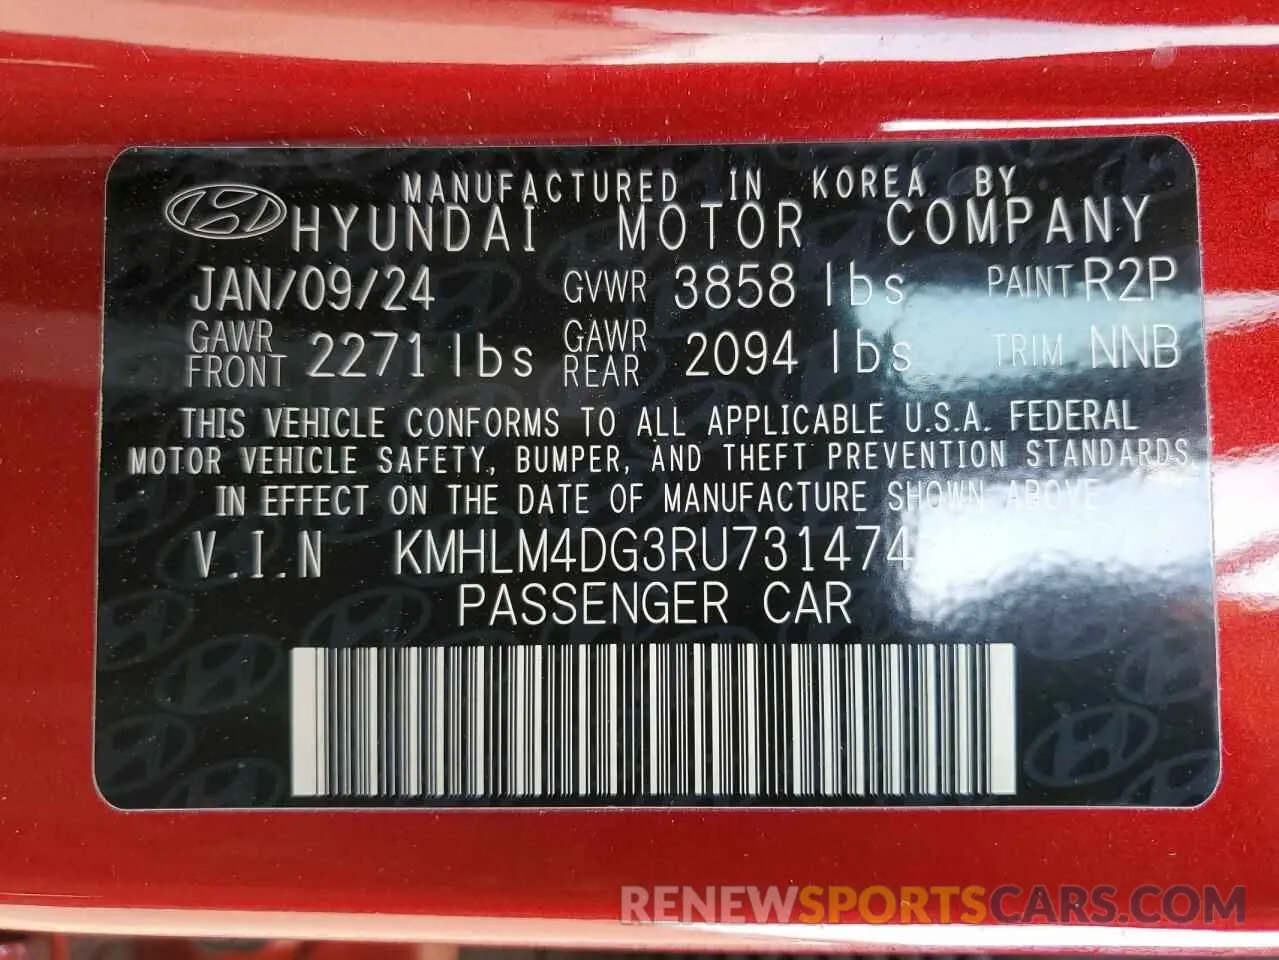 MANUFACTURED IN KOREA BY
HYUNDAI MOTOR COMPANY
JAN/09/24 GVWR 3858 lbs PAINT R2P
GAWR FRONT 2271 lbs GAWR REAR 2094 lbs TRIM NNB
THIS VEHICLE CONFORMS TO ALL APPLICABLE U.S.A. FEDERAL
MOTOR VEHICLE SAFETY, BUMPER, AND THEFT PREVENTION STANDARDS
IN EFFECT ON THE DATE OF MANUFACTURE SHOWN ABOVE
V.I.N KMHLM4DG3RU731474
PASSENGER CAR
RENEWSPORTSCARS.COM